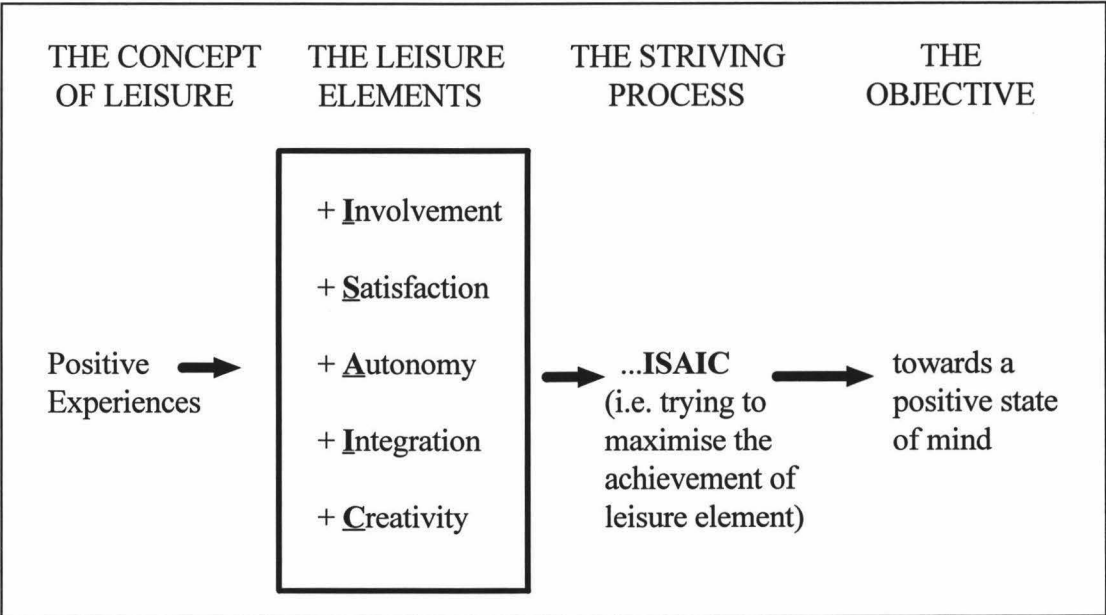 THE CONCEPT
OF LEISURE
THE LEISURE
ELEMENTS
THE STRIVING
PROCESS
THE
OBJECTIVE
Positive
Experiences
+ Involvement
+ Satisfaction
+ Autonomy
+ Integration
+ Creativity
...ISAIC
(i.e. trying to
maximise the
achievement of
leisure element)
towards a
positive state
of mind